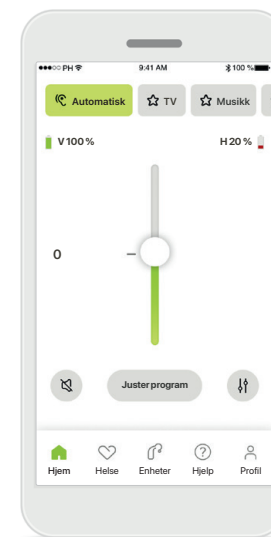 PH 9:41 AM 100 %
Automatisk TV Musikk
V 100 % H 20 %
0
Juster program
Hjem Helse Enheter Hjelp Profil